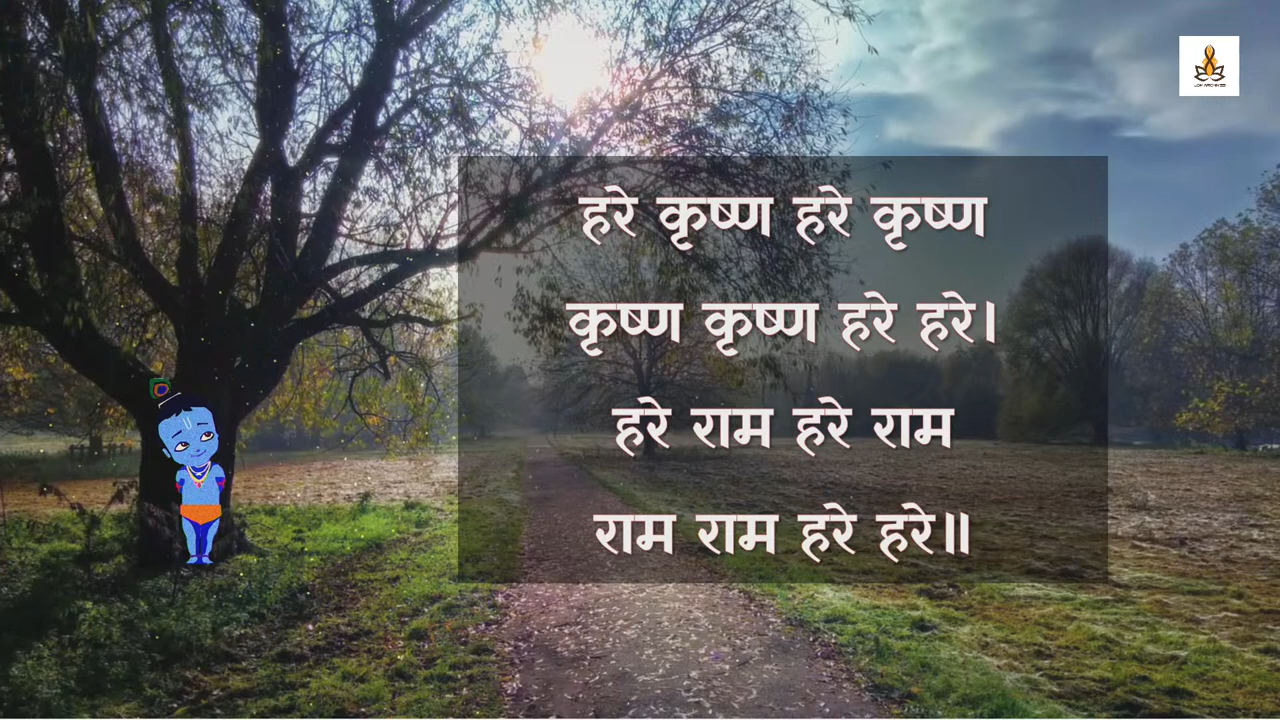 हरे कृष्ण हरे कृष्ण
कृष्ण कृष्ण हरे हरे।
हरे राम हरे राम
राम राम हरे हरे॥